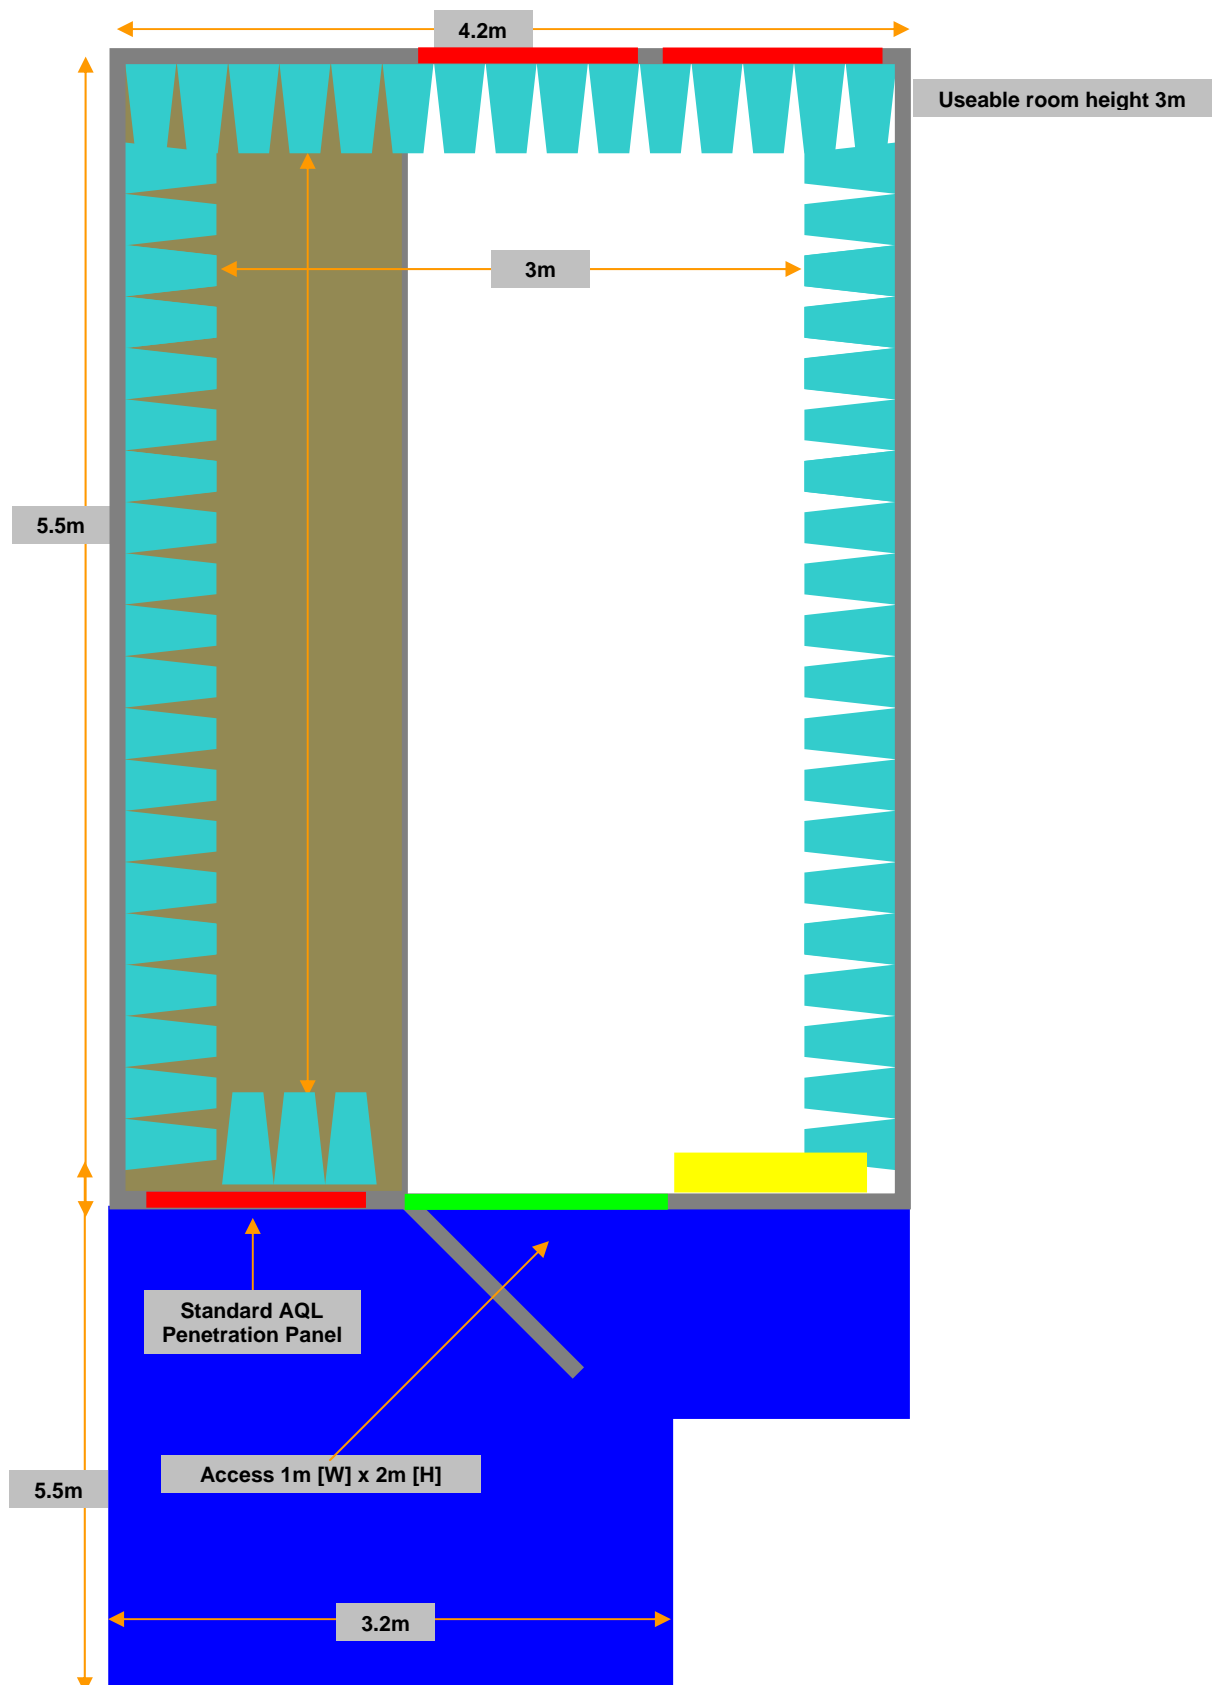 4.2m
Useable room height 3m
3m
5.5m
Standard AQL
Penetration Panel
Access 1m [W] x 2m [H]
5.5m
3.2m